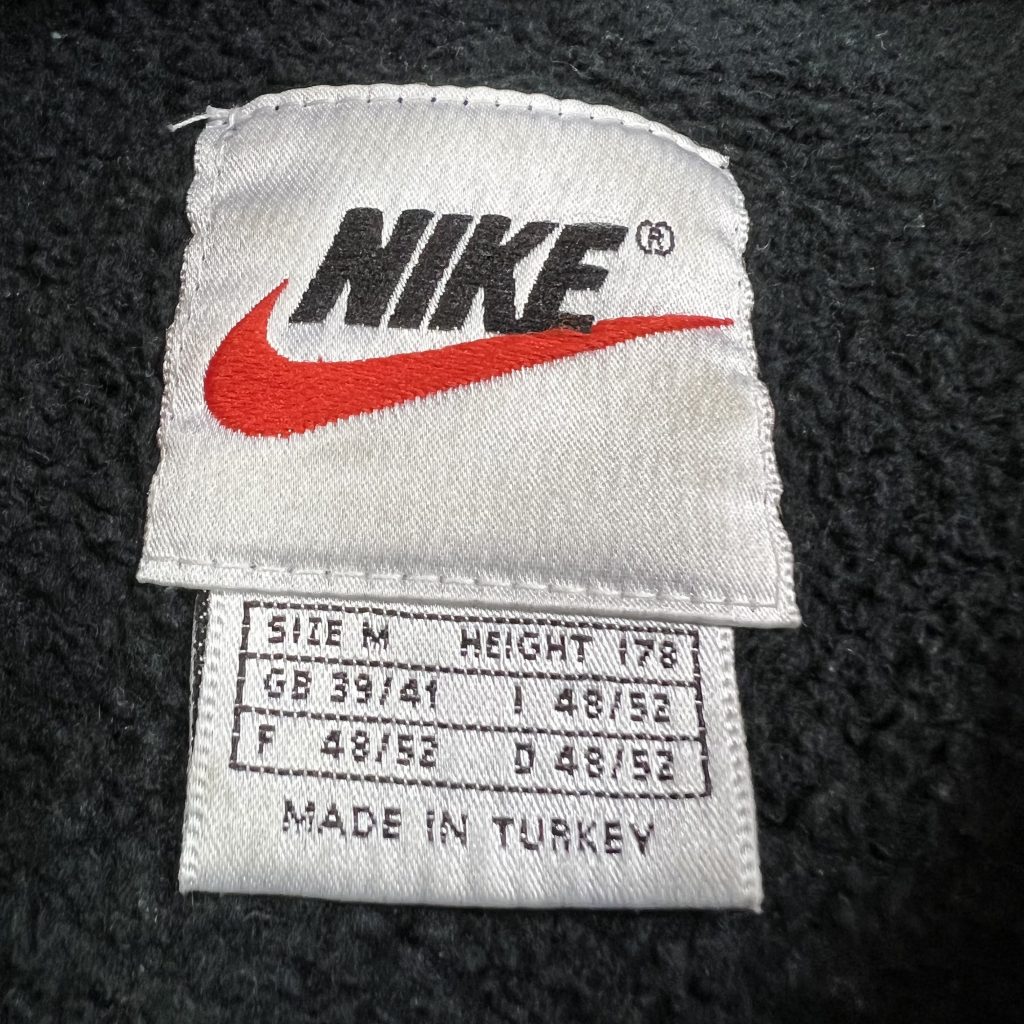 NIKE®
SIZE M HEIGHT 178
GB 39/41 I 48/52
F 48/52 D 48/52
MADE IN TURKEY